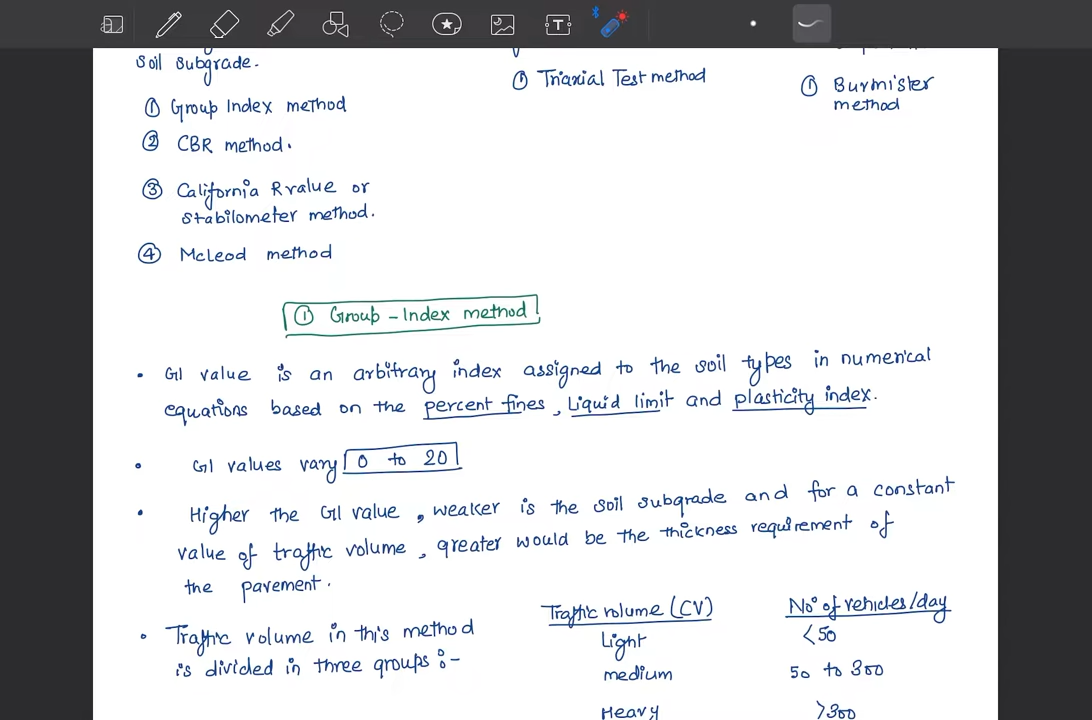 soil subgrade.
① Group Index method
② CBR method.
③ California R value or
stabilometer method.
④ McLeod method
① Triaxial Test method
① Burmister
method
① Group - Index method
• GI value is an arbitrary index assigned to the soil types in numerical
equations based on the percent fines, Liquid limit and plasticity index.
• GI values vary 0 to 20
• Higher the GI value, weaker is the soil subgrade and for a constant
value of traffic volume, greater would be the thickness requirement of
the pavement.
• Traffic volume in this method
is divided in three groups :-
Traffic volume (CV) No° of vehicles/day
Light <50
medium 50 to 300
Heavy >300
T